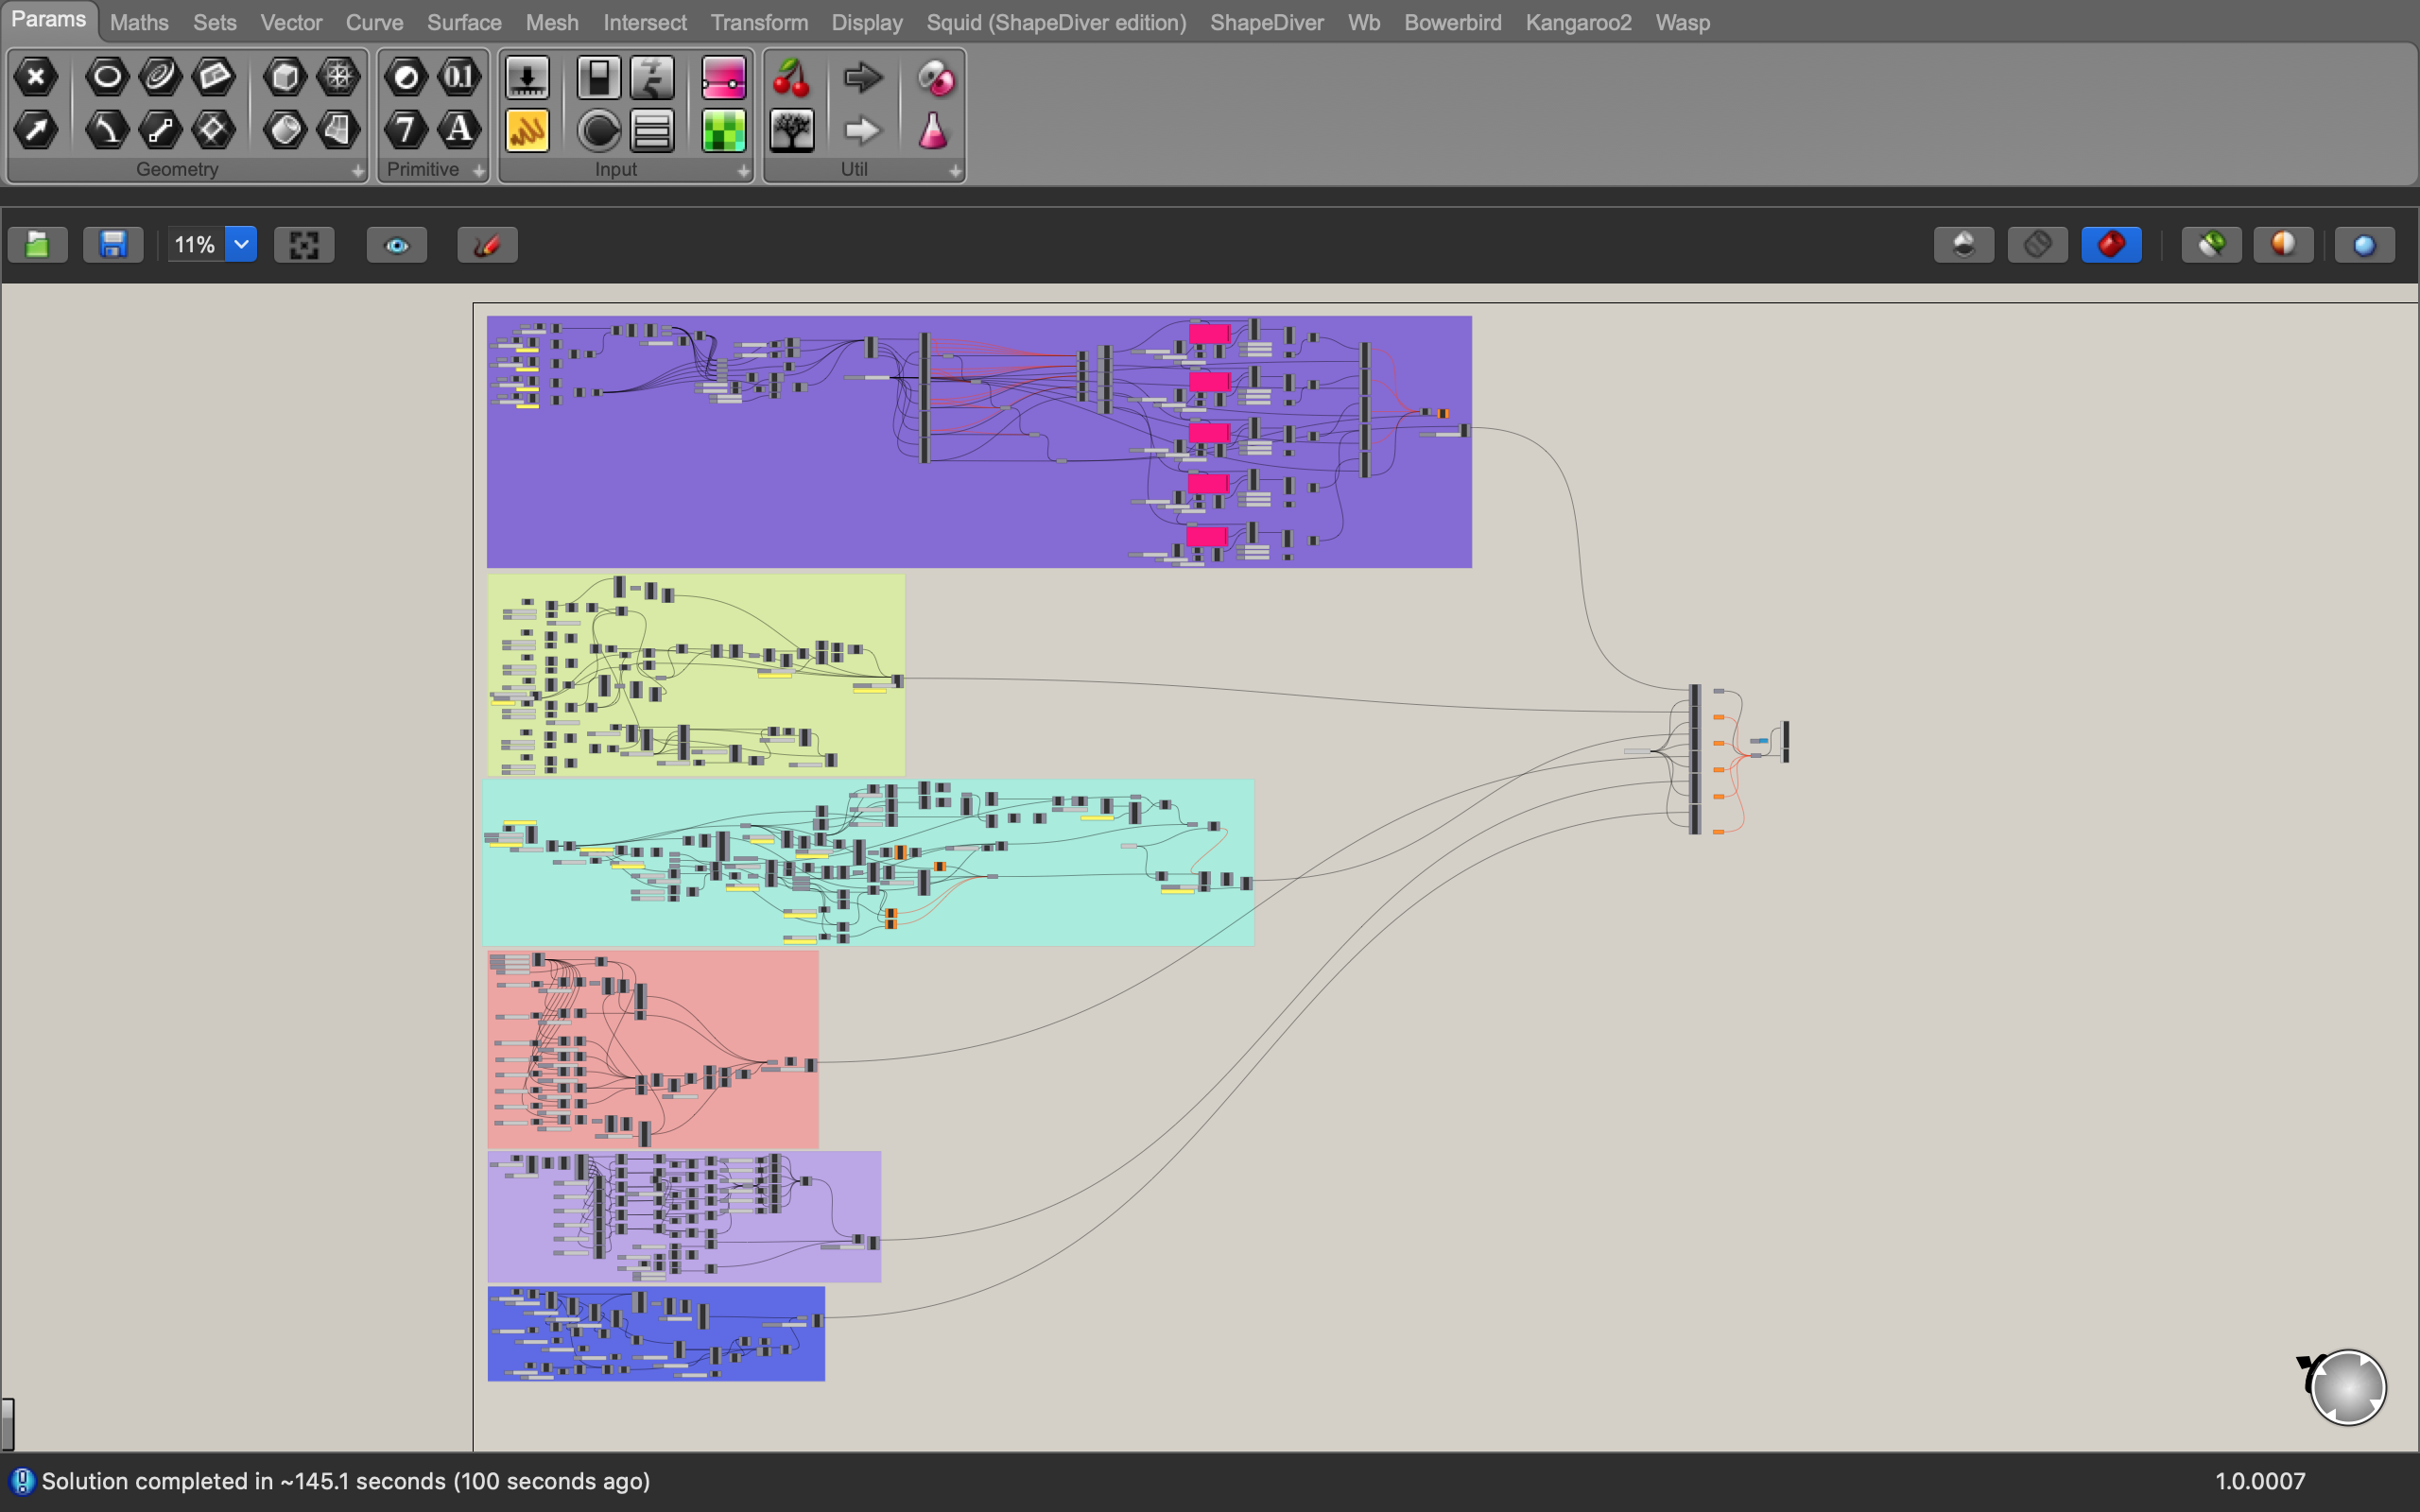 Params Maths Sets Vector Curve Surface Mesh Intersect Transform Display Squid (ShapeDiver edition) ShapeDiver Wb Bowerbird Kangaroo2 Wasp
0.1
4
7 A 5
Geometry Primitive Input Util
11%
Solution completed in ~145.1 seconds (100 seconds ago) 1.0.0007